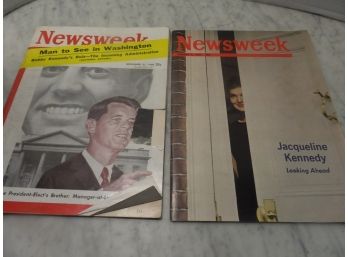 Newsweek
Man to See in Washington
Bobby Kennedy's Role—The Incoming Administration
President-Elect's Brother, Manager-at-L
Newsweek
Jacqueline
Kennedy
Looking Ahead